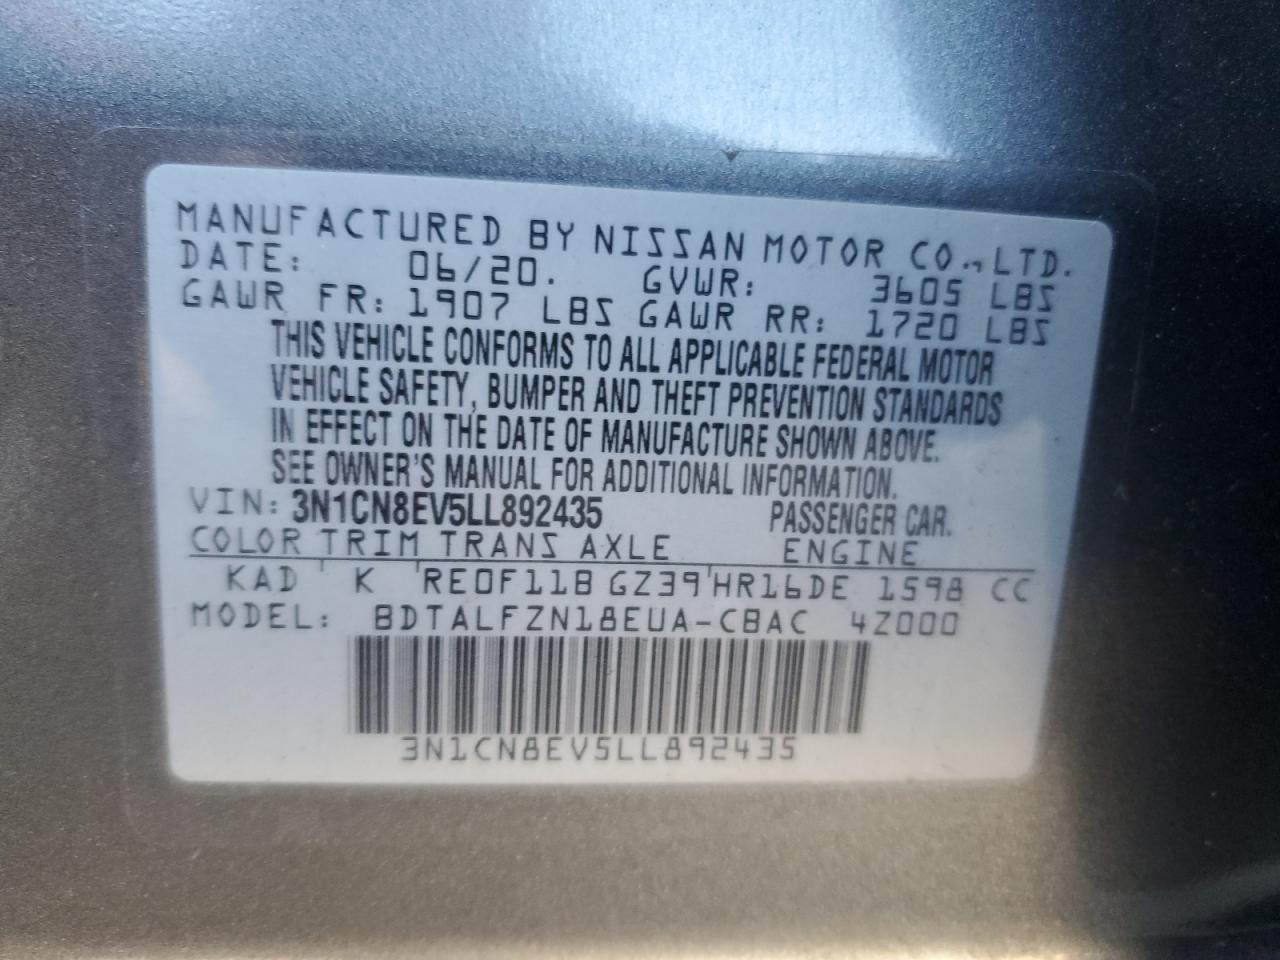 MANUFACTURED BY NISSAN MOTOR CO., LTD.
DATE: 06/20. GVWR: 3605 LBS
GAWR FR: 1907 LBS GAWR RR: 1720 LBS
THIS VEHICLE CONFORMS TO ALL APPLICABLE FEDERAL MOTOR
VEHICLE SAFETY, BUMPER AND THEFT PREVENTION STANDARDS
IN EFFECT ON THE DATE OF MANUFACTURE SHOWN ABOVE.
SEE OWNER'S MANUAL FOR ADDITIONAL INFORMATION.
VIN: 3N1CN8EV5LL892435 PASSENGER CAR.
COLOR TRIM TRANS AXLE ENGINE
KAD K RE0F11B GZ39 HR16DE 1598 CC
MODEL: BDTALFZN18EUA-CBAC 4Z000
3N1CN8EV5LL892435